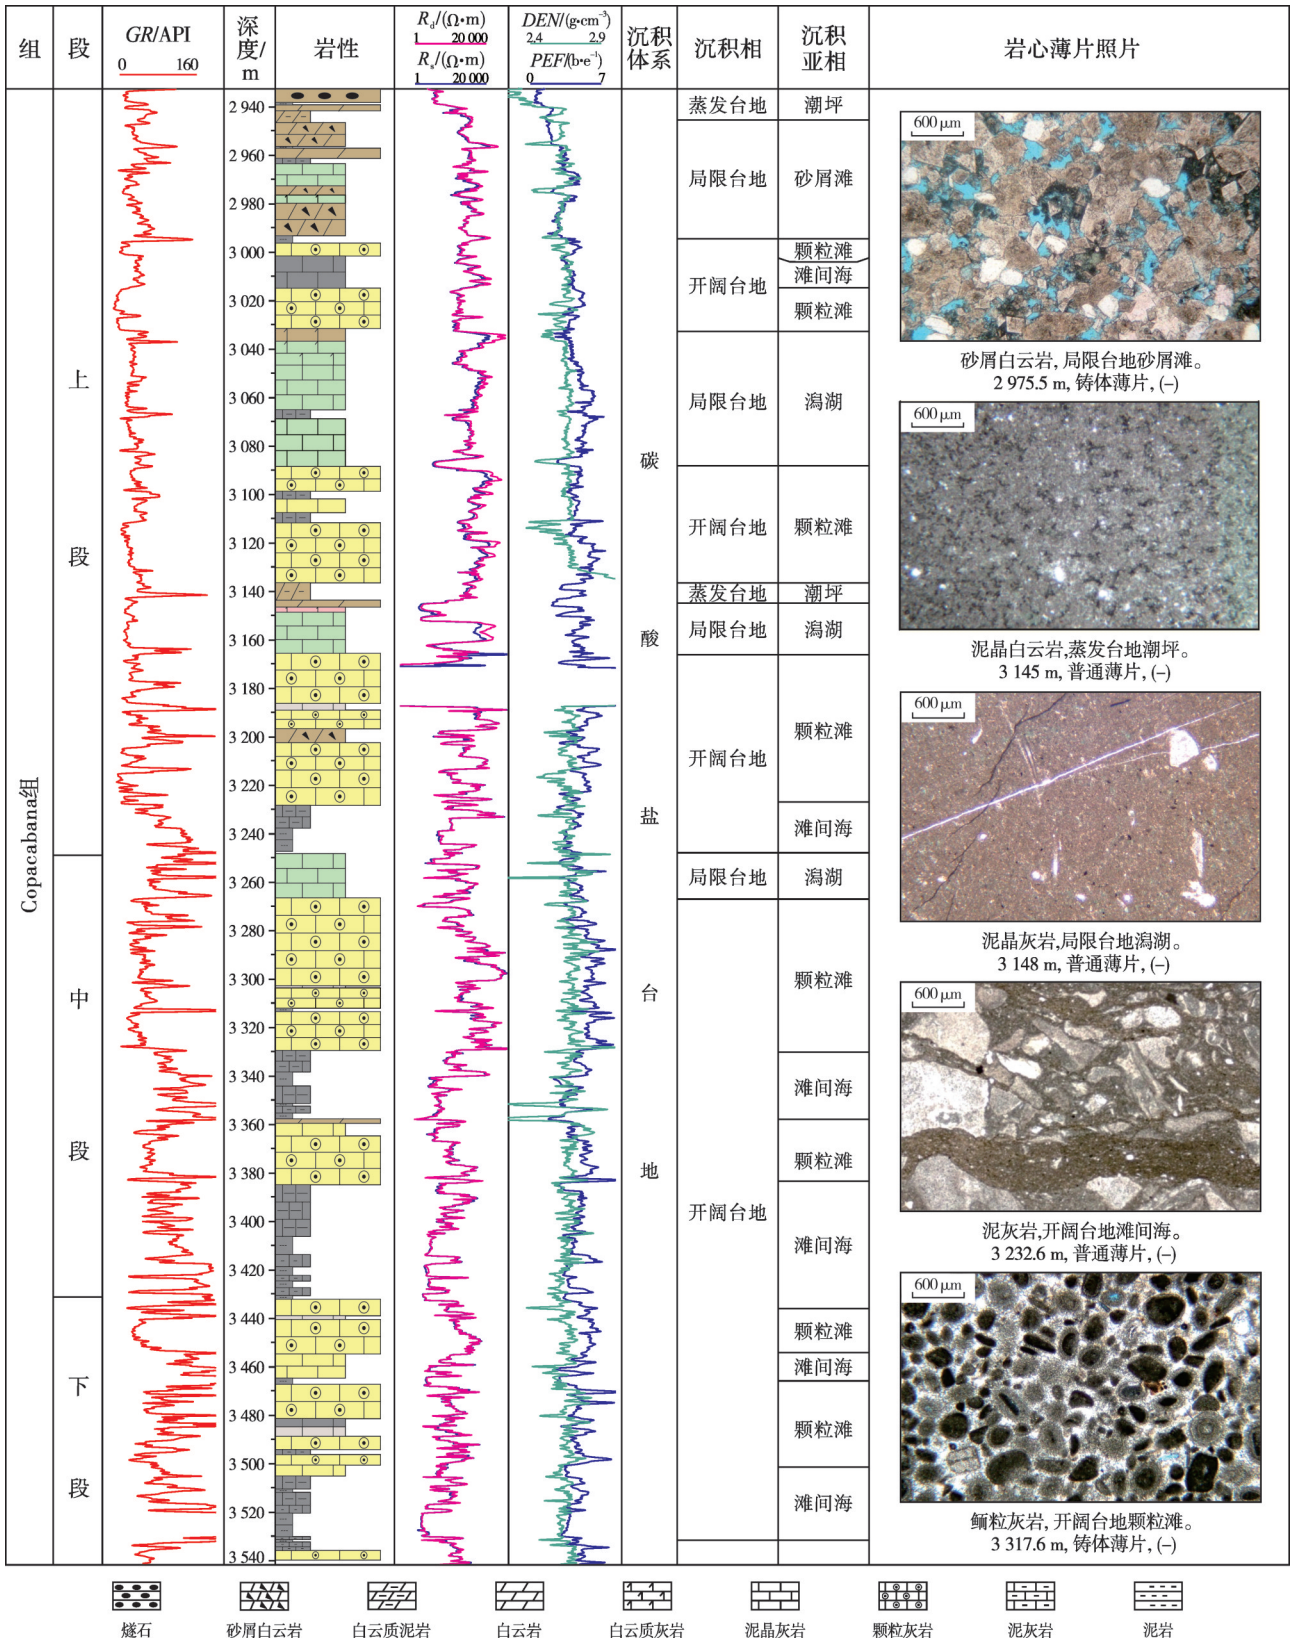 组
段
GR/API
0 160
深
度/
m
岩性
Rd/(Ω•m)
1 20 000
Rs/(Ω•m)
1 20 000
DEN/(g•cm⁻³)
2.4 2.9
PEF/(b•e⁻¹)
0 7
沉积
体系
沉积相
沉积
亚相
岩心薄片照片
Copacabana组
上
段
中
段
下
段
2 940
2 960
2 980
3 000
3 020
3 040
3 060
3 080
3 100
3 120
3 140
3 160
3 180
3 200
3 220
3 240
3 260
3 280
3 300
3 320
3 340
3 360
3 380
3 400
3 420
3 440
3 460
3 480
3 500
3 520
3 540
碳
酸
盐
台
地
蒸发台地
局限台地
开阔台地
局限台地
开阔台地
蒸发台地
局限台地
开阔台地
局限台地
开阔台地
潮坪
砂屑滩
颗粒滩
滩间海
颗粒滩
潟湖
颗粒滩
潮坪
潟湖
颗粒滩
滩间海
潟湖
颗粒滩
滩间海
颗粒滩
滩间海
颗粒滩
滩间海
颗粒滩
滩间海
600 μm
砂屑白云岩, 局限台地砂屑滩。
2 975.5 m, 铸体薄片, (–)
600 μm
泥晶白云岩,蒸发台地潮坪。
3 145 m, 普通薄片, (–)
600 μm
泥晶灰岩,局限台地潟湖。
3 148 m, 普通薄片, (–)
600 μm
泥灰岩,开阔台地滩间海。
3 232.6 m, 普通薄片, (–)
600 μm
鲕粒灰岩, 开阔台地颗粒滩。
3 317.6 m, 铸体薄片, (–)
燧石
砂屑白云岩
白云质泥岩
白云岩
白云质灰岩
泥晶灰岩
颗粒灰岩
泥灰岩
泥岩